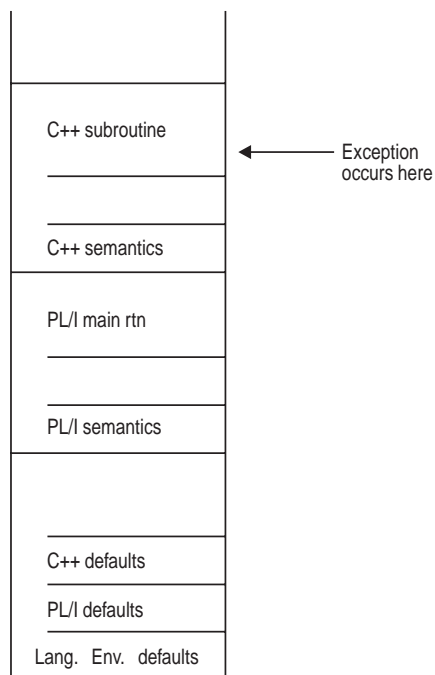 C++ subroutine
Exception
occurs here
C++ semantics
PL/I main rtn
PL/I semantics
C++ defaults
PL/I defaults
Lang. Env. defaults